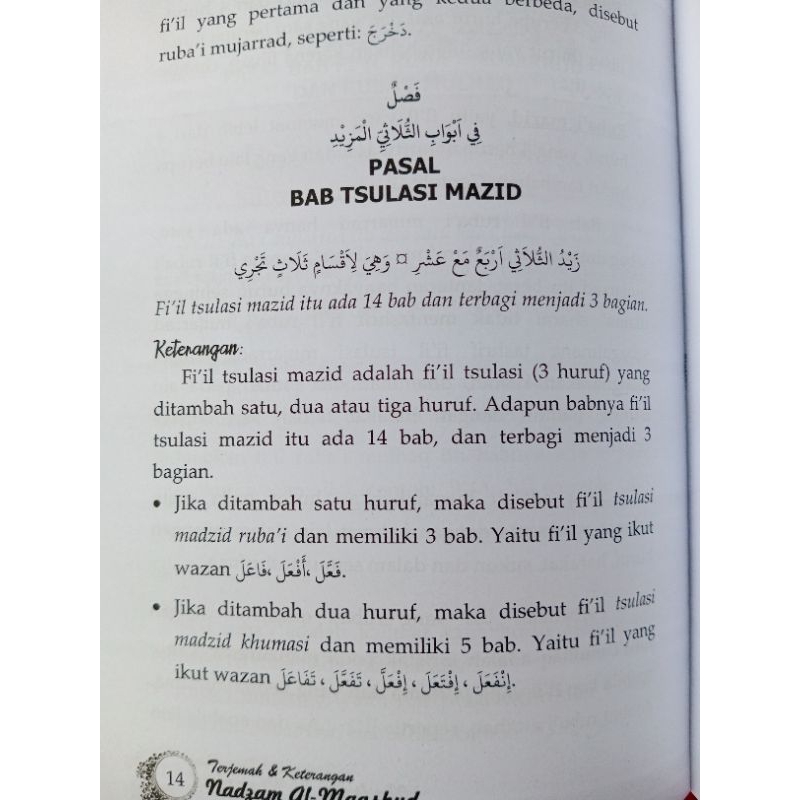 fi'il yang pertama dan yang kedua berbeda, disebut
ruba'i mujarrad, seperti: دَخْرَجَ.
فَصْلٌ
فِي اَبْوَابِ الثُّلَاثِيِّ الْمَزِيْدِ
PASAL
BAB TSULASI MAZID
زَيْدُ الثُّلَاثِي اَرْبَعٌ مَعْ عَشْرِ ¤ وَهِيَ لِاَقْسَامٍ ثَلَاثٍ تَجْرِي
Fi'il tsulasi mazid itu ada 14 bab dan terbagi menjadi 3 bagian.
Keterangan:
Fi'il tsulasi mazid adalah fi'il tsulasi (3 huruf) yang
ditambah satu, dua atau tiga huruf. Adapun babnya fi'il
tsulasi mazid itu ada 14 bab, dan terbagi menjadi 3
bagian.
• Jika ditambah satu huruf, maka disebut fi'il tsulasi
madzid ruba'i dan memiliki 3 bab. Yaitu fi'il yang ikut
wazan فَعَّلَ ،أَفْعَلَ ،فَاعَلَ.
• Jika ditambah dua huruf, maka disebut fi'il tsulasi
madzid khumasi dan memiliki 5 bab. Yaitu fi'il yang
ikut wazan اِنْفَعَلَ ، اِفْتَعَلَ ، اِفْعَلَّ ، تَفَعَّلَ ، تَفَاعَلَ.
14
Terjemah & Keterangan
Nadzam Al-Maqshud